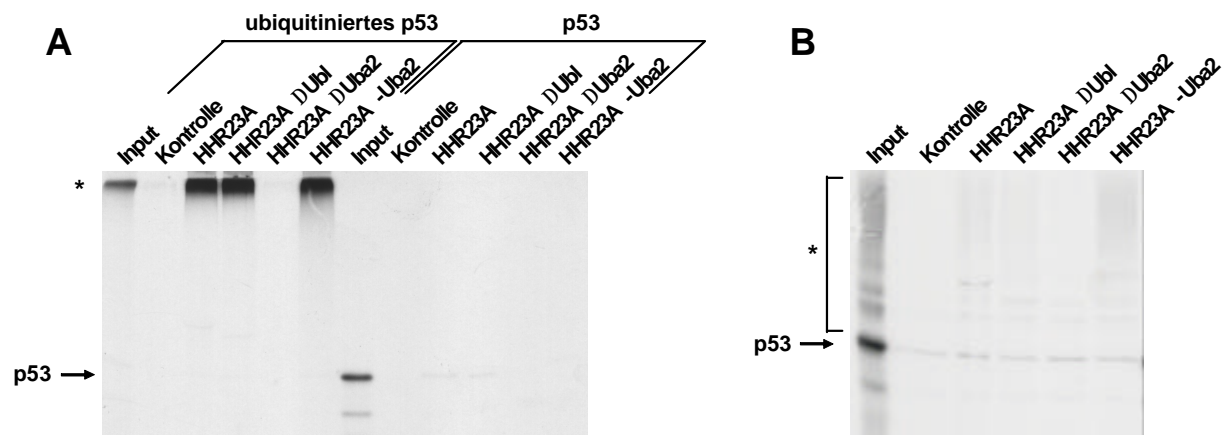 A
ubiquitiniertes p53
p53
Input
Kontrolle
HHR23A
HHR23A DUbl
HHR23A DUba2
HHR23A -Uba2
Input
Kontrolle
HHR23A
HHR23A DUbl
HHR23A DUba2
HHR23A -Uba2
*
p53
B
Input
Kontrolle
HHR23A
HHR23A DUbl
HHR23A DUba2
HHR23A -Uba2
*
p53